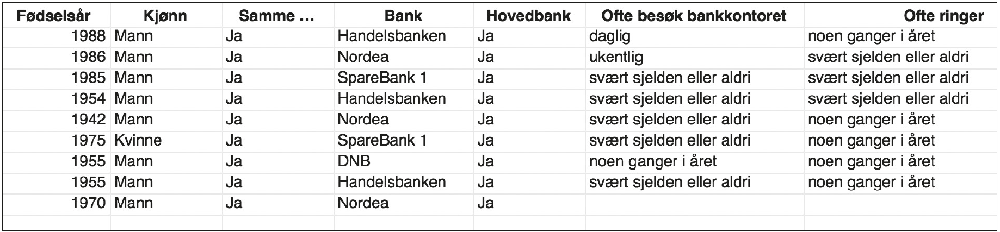 Fødselsår Kjønn Samme ... Bank Hovedbank Ofte besøk bankkontoret Ofte ringer
1988 Mann Ja Handelsbanken Ja daglig noen ganger i året
1986 Mann Ja Nordea Ja ukentlig svært sjelden eller aldri
1985 Mann Ja SpareBank 1 Ja svært sjelden eller aldri svært sjelden eller aldri
1954 Mann Ja Handelsbanken Ja svært sjelden eller aldri svært sjelden eller aldri
1942 Mann Ja Nordea Ja svært sjelden eller aldri noen ganger i året
1975 Kvinne Ja SpareBank 1 Ja svært sjelden eller aldri noen ganger i året
1955 Mann Ja DNB Ja noen ganger i året noen ganger i året
1955 Mann Ja Handelsbanken Ja svært sjelden eller aldri noen ganger i året
1970 Mann Ja Nordea Ja